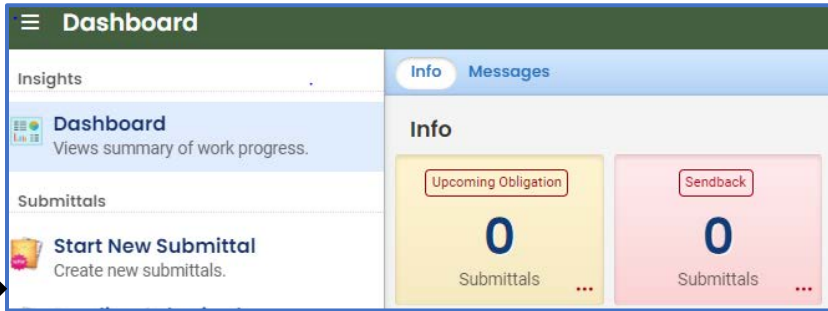 Dashboard
Insights
Dashboard
Views summary of work progress.
Submittals
Start New Submittal
Create new submittals.
Info Messages
Info
Upcoming Obligation
0
Submittals
Sendback
0
Submittals